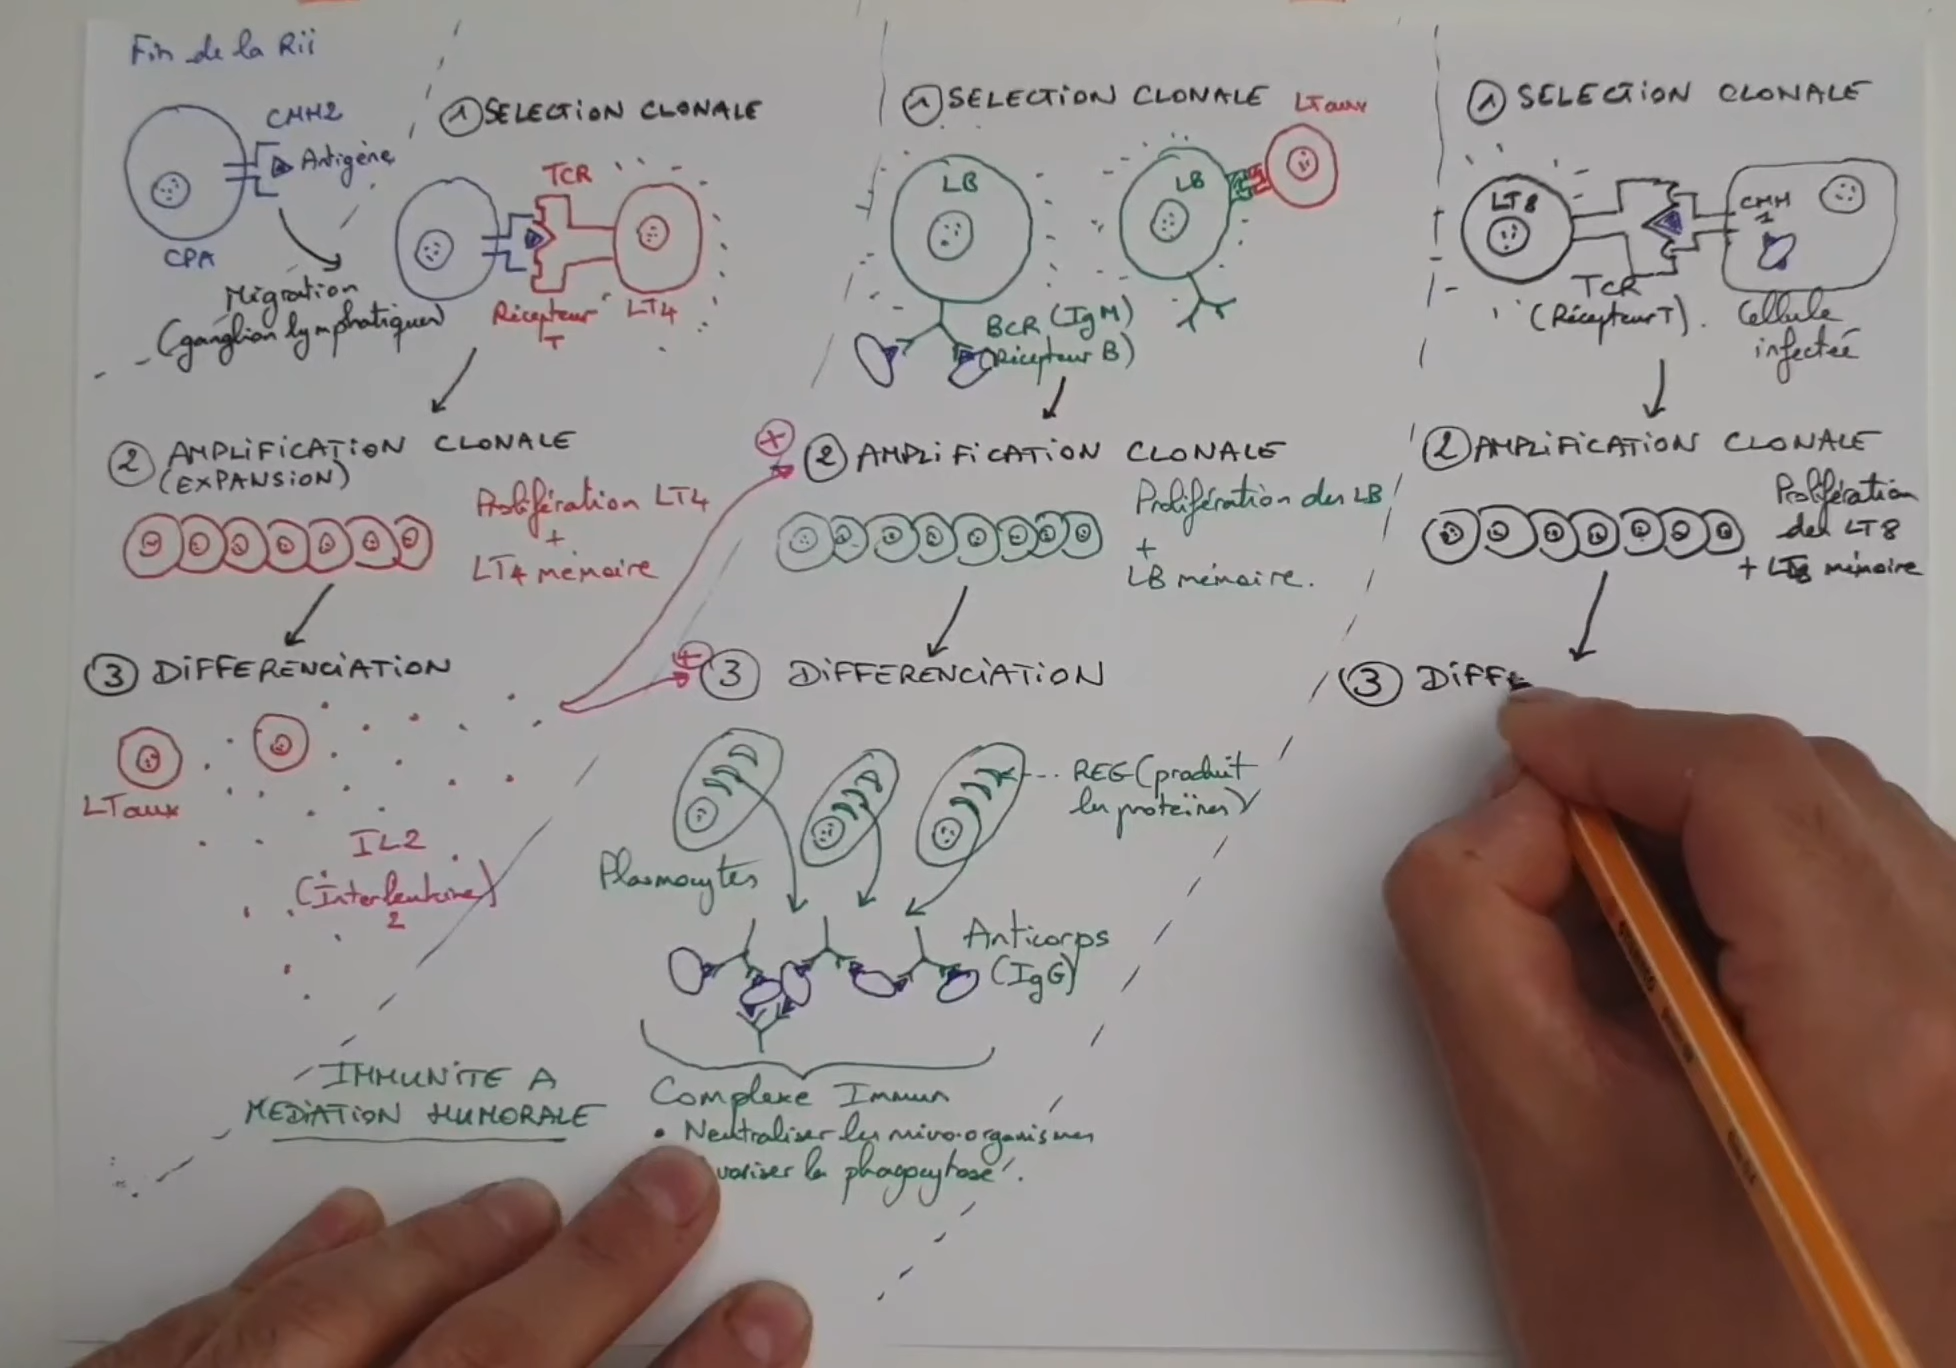 Fin de la Rii
CMH2
Antigène
CPA
Migration
(ganglion lymphatique)
① SELECTION CLONALE
TCR
Récepteur
T
LT4
② AMPLIFICATION CLONALE
(EXPANSION)
Prolifération LT4
+
LT4 mémoire
③ DIFFERENCIATION
LTaux
IL2
(Interleukine)
2
IMMUNITE A
MEDIATION HUMORALE
① SELECTION CLONALE
LTaux
LB
LB
BCR (IgM)
(Récepteur B)
+
② AMPLIFICATION CLONALE
Prolifération des LB
+
LB mémoire.
+
③ DIFFERENCIATION
REG (produit
les protéines)
Plasmocytes
Anticorps
(IgG)
Complexe Immun
• Neutraliser les micro-organismes
la phagocytose.
① SELECTION CLONALE
LT8
CMH
1
TCR
(Récepteur T).
Cellule
infectée
② AMPLIFICATION CLONALE
Prolifération
des LT8
+ LT8 mémoire
③ DIFFE